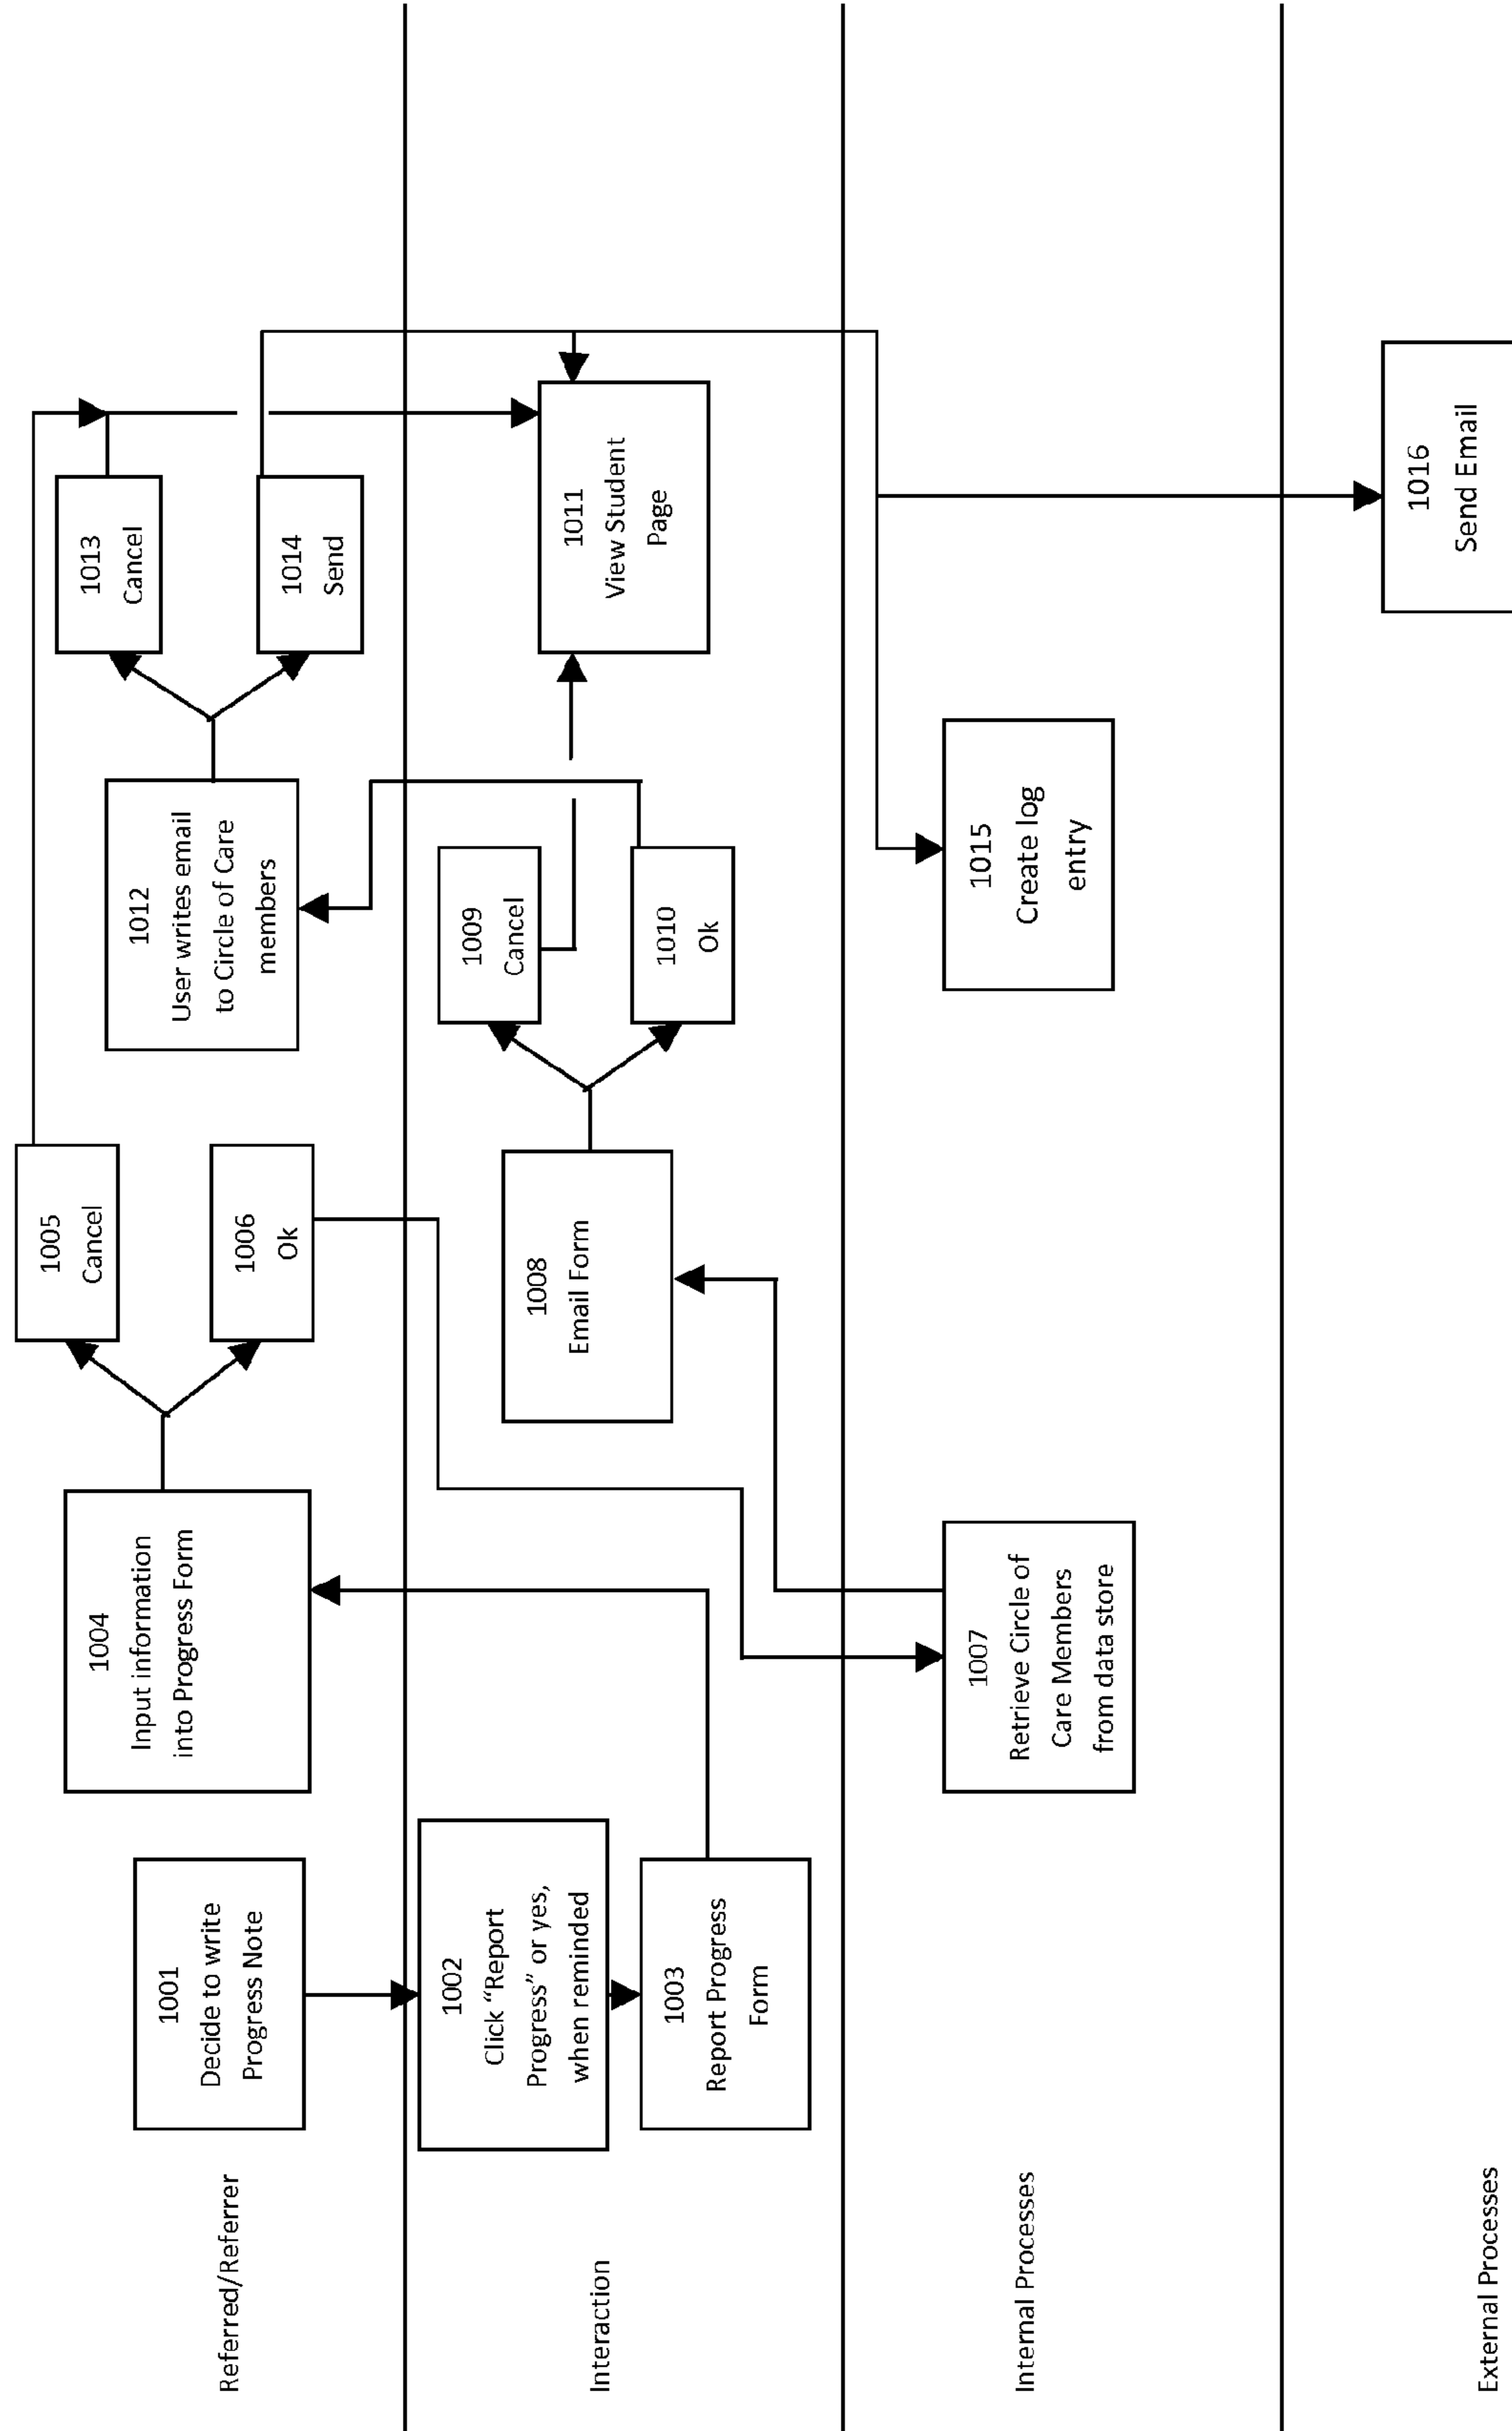 Referred/Referrer
1001
Decide to write
Progress Note
1004
Input information
into Progress Form
1005
Cancel
1006
Ok
1012
User writes email
to Circle of Care
members
1013
Cancel
1014
Send
Interaction
1002
Click “Report
Progress” or yes,
when reminded
1003
Report Progress
Form
1008
Email Form
1009
Cancel
1010
Ok
1011
View Student
Page
Internal Processes
1007
Retrieve Circle of
Care Members
from data store
1015
Create log
entry
External Processes
1016
Send Email